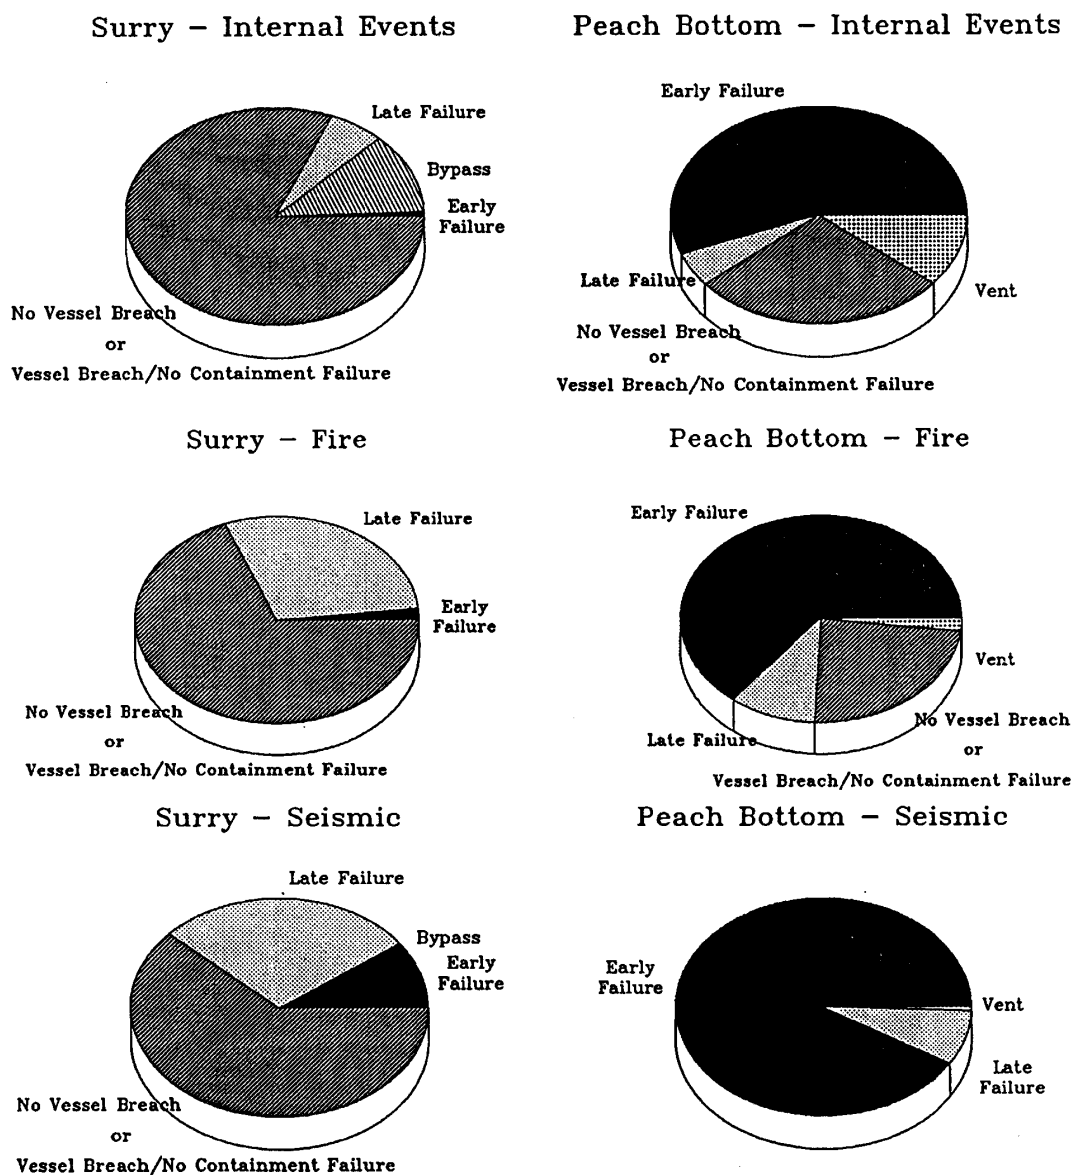 Surry – Internal Events
Late Failure
Bypass
Early
Failure
No Vessel Breach
or
Vessel Breach/No Containment Failure
Peach Bottom – Internal Events
Early Failure
Late Failure
Vent
No Vessel Breach
or
Vessel Breach/No Containment Failure
Surry – Fire
Late Failure
Early
Failure
No Vessel Breach
or
Vessel Breach/No Containment Failure
Peach Bottom – Fire
Early Failure
Vent
Late Failure
No Vessel Breach
or
Vessel Breach/No Containment Failure
Surry – Seismic
Late Failure
Bypass
Early
Failure
No Vessel Breach
or
Vessel Breach/No Containment Failure
Peach Bottom – Seismic
Early
Failure
Vent
Late
Failure